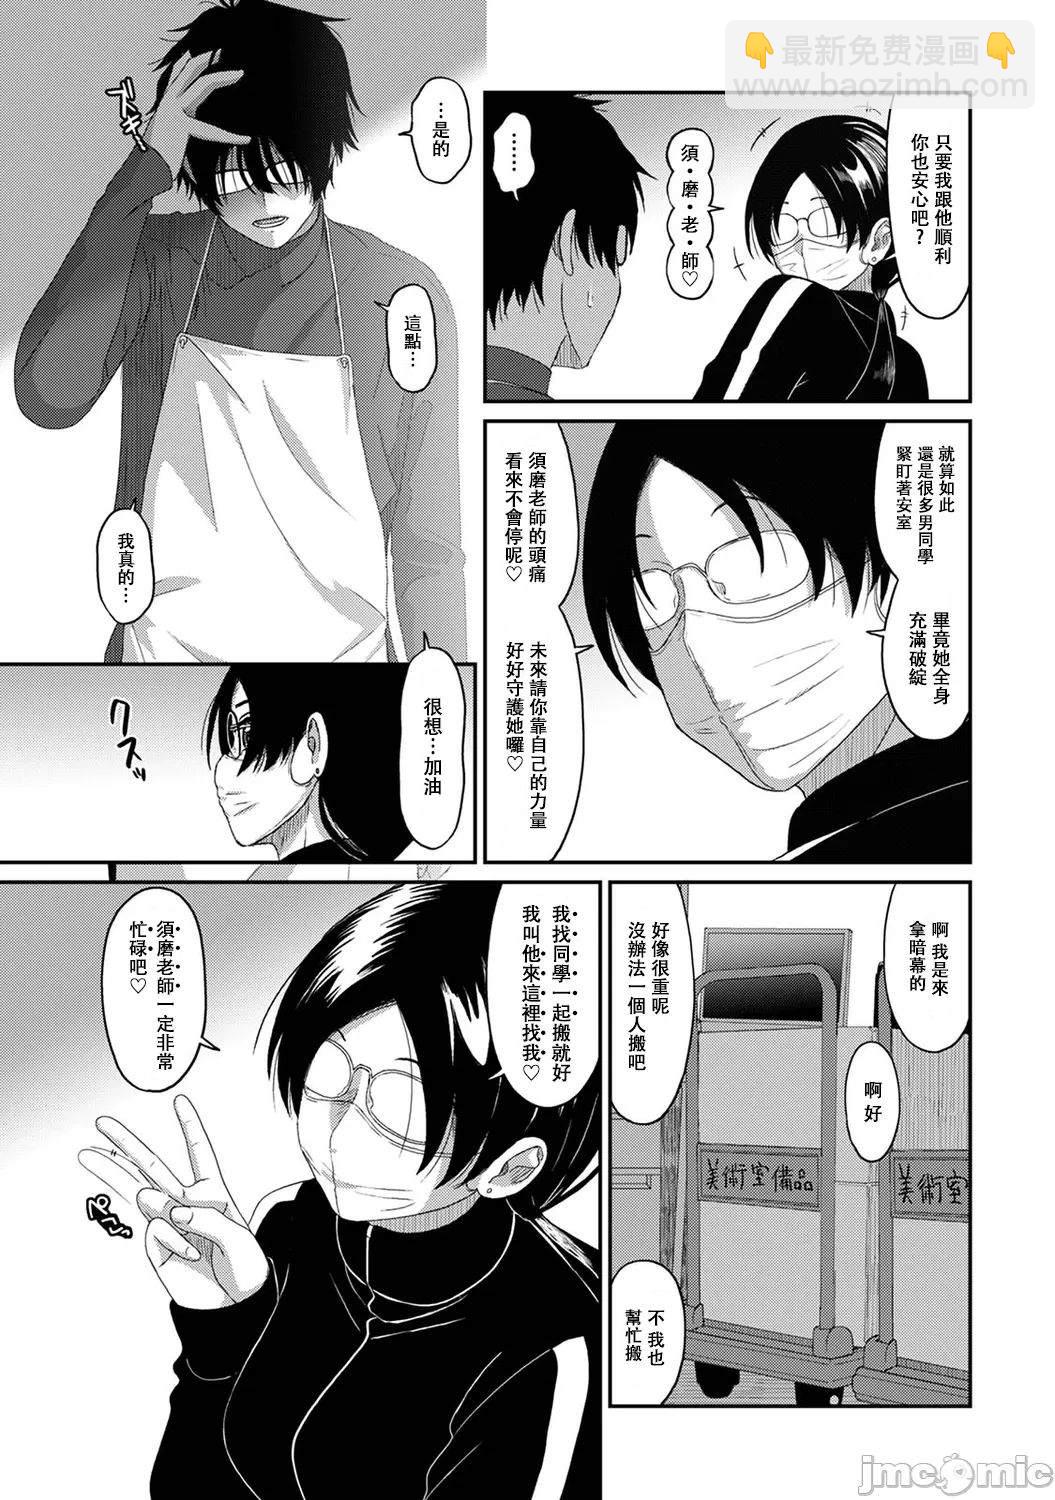 最新免费漫画
www.baozimh.com
只要我跟他順利
你也安心吧?
須・磨・老・師♡
………
就算如此
還是很多男同學
緊盯著安室
畢竟她全身
充滿破綻
須磨老師的頭痛
看來不會停呢♡
未來請你靠自己的力量
好好守護她囉♡
…是的
ズキ…
這點…
我真的…
很想…加油
クスッ
啊 我是來
拿暗幕的
啊好
好像很重呢
沒辦法一個人搬吧
美術室備品
美術室
不 我也
幫忙搬
我找同學一起搬就好
我叫他來這裡找我♡
須磨老師一定非常
忙碌吧♡
ぺこっ
jmcomic